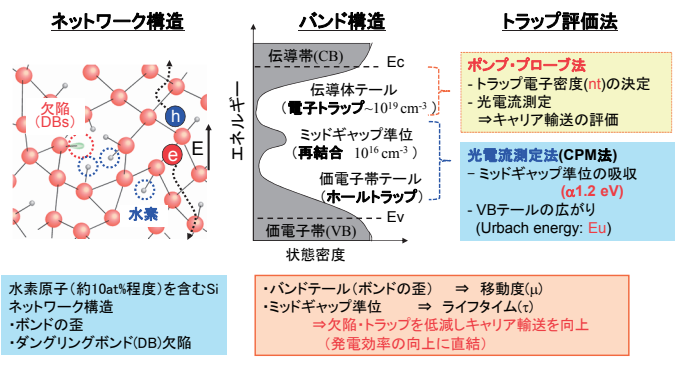 ネットワーク構造
欠陥
(DBs)
h
e
E
水素
水素原子（約10at%程度）を含むSi
ネットワーク構造
・ボンドの歪
・ダングリングボンド(DB)欠陥
バンド構造
エネルギー
伝導帯(CB)
Ec
伝導体テール
(電子トラップ~10¹⁹cm⁻³)
ミッドギャップ準位
(再結合 10¹⁶cm⁻³)
価電子帯テール
(ホールトラップ)
Ev
価電子帯(VB)
状態密度
トラップ評価法
ポンプ・プローブ法
- トラップ電子密度(nt)の決定
- 光電流測定
⇒キャリア輸送の評価
光電流測定法(CPM法)
− ミッドギャップ準位の吸収
(α1.2 eV)
- VBテールの広がり
(Urbach energy: Eu)
・バンドテール(ボンドの歪) ⇒ 移動度(μ)
・ミッドギャップ準位 ⇒ ライフタイム(τ)
⇒欠陥・トラップを低減しキャリア輸送を向上
（発電効率の向上に直結）